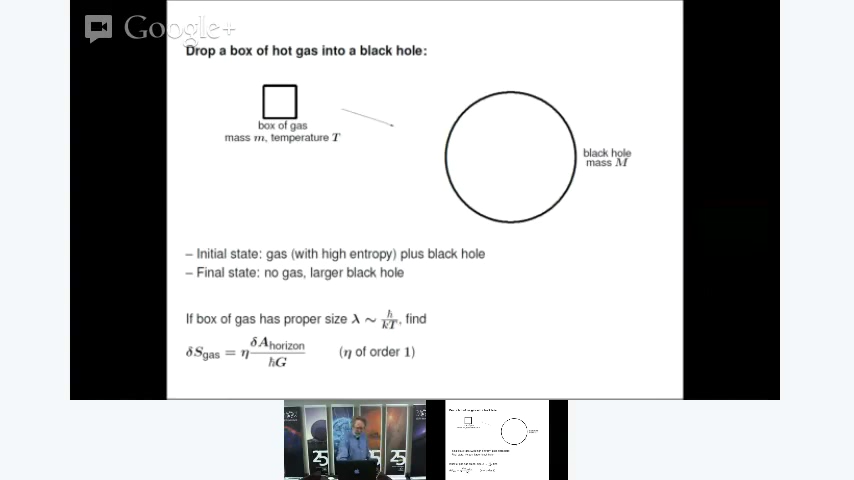 Google+
Drop a box of hot gas into a black hole:
box of gas
mass m, temperature T
black hole
mass M
– Initial state: gas (with high entropy) plus black hole
– Final state: no gas, larger black hole
If box of gas has proper size λ ∼ ħ/kT, find
δS_gas = η δA_horizon/ħG (η of order 1)
25
25